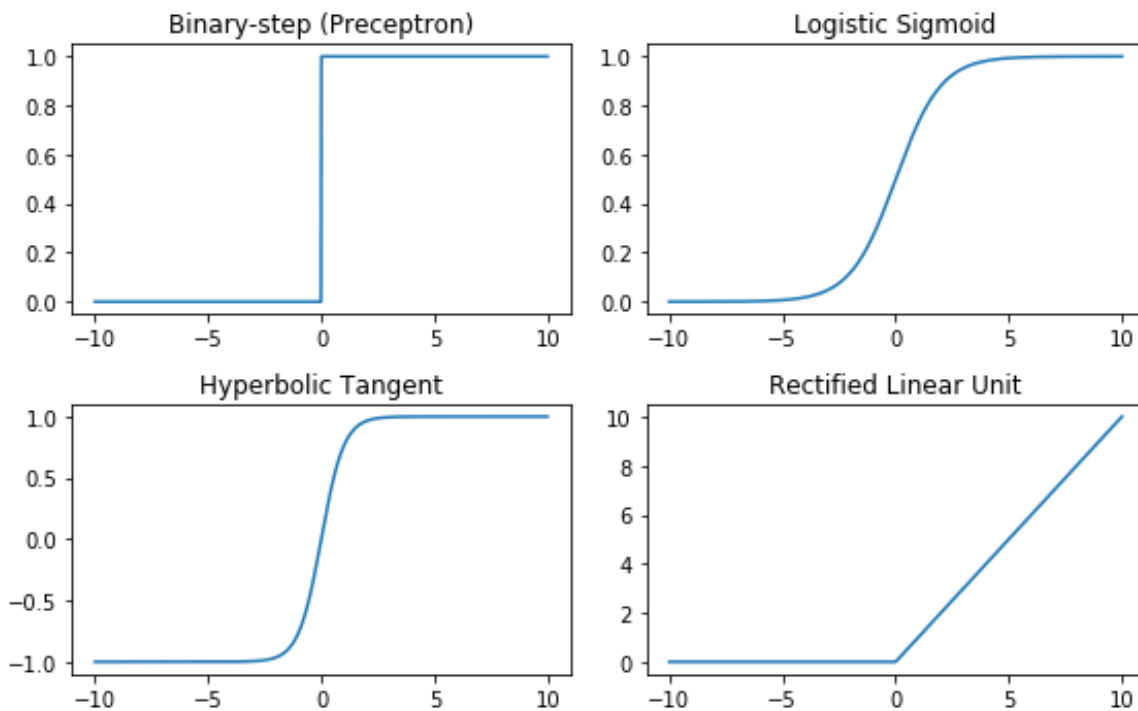 Binary-step (Preceptron)
1.0
0.8
0.6
0.4
0.2
0.0
−10 −5 0 5 10
Logistic Sigmoid
1.0
0.8
0.6
0.4
0.2
0.0
−10 −5 0 5 10
Hyperbolic Tangent
1.0
0.5
0.0
−0.5
−1.0
−10 −5 0 5 10
Rectified Linear Unit
10
8
6
4
2
0
−10 −5 0 5 10